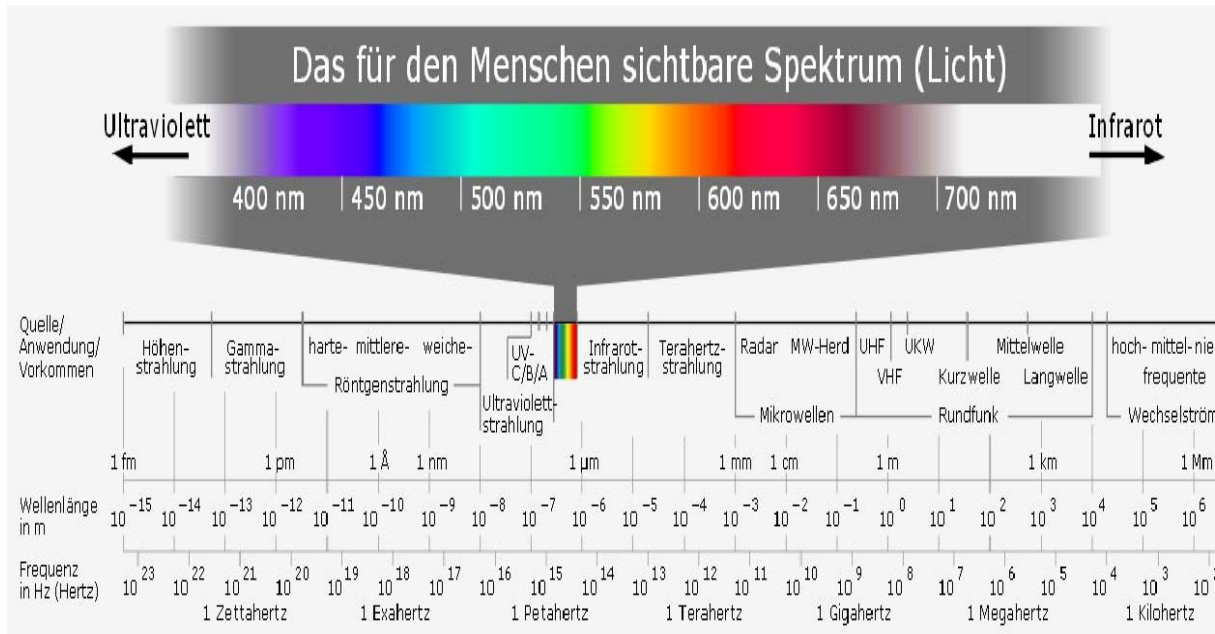 Das für den Menschen sichtbare Spektrum (Licht)
Ultraviolett
Infrarot
400 nm 450 nm 500 nm 550 nm 600 nm 650 nm 700 nm
Quelle/
Anwendung/
Vorkommen
Höhen-
strahlung
Gamma-
strahlung
harte- mittlere- weiche-
Röntgenstrahlung
UV-
C/B/A
Ultraviolett-
strahlung
Infrarot-
strahlung
Terahertz-
strahlung
Radar MW-Herd
Mikrowellen
UHF UKW Mittelwelle
VHF Kurzwelle Langwelle
Rundfunk
hoch- mittel-nie
frequente
Wechselström
1 fm 1 pm 1 Å 1 nm 1 µm 1 mm 1 cm 1 m 1 km 1 Mm
Wellenlänge
in m
10⁻¹⁵ 10⁻¹⁴ 10⁻¹³ 10⁻¹² 10⁻¹¹ 10⁻¹⁰ 10⁻⁹ 10⁻⁸ 10⁻⁷ 10⁻⁶ 10⁻⁵ 10⁻⁴ 10⁻³ 10⁻² 10⁻¹ 10⁰ 10¹ 10² 10³ 10⁴ 10⁵ 10⁶
Frequenz
in Hz (Hertz)
10²³ 10²² 10²¹ 10²⁰ 10¹⁹ 10¹⁸ 10¹⁷ 10¹⁶ 10¹⁵ 10¹⁴ 10¹³ 10¹² 10¹¹ 10¹⁰ 10⁹ 10⁸ 10⁷ 10⁶ 10⁵ 10⁴ 10³
1 Zettahertz 1 Exahertz 1 Petahertz 1 Terahertz 1 Gigahertz 1 Megahertz 1 Kilohertz